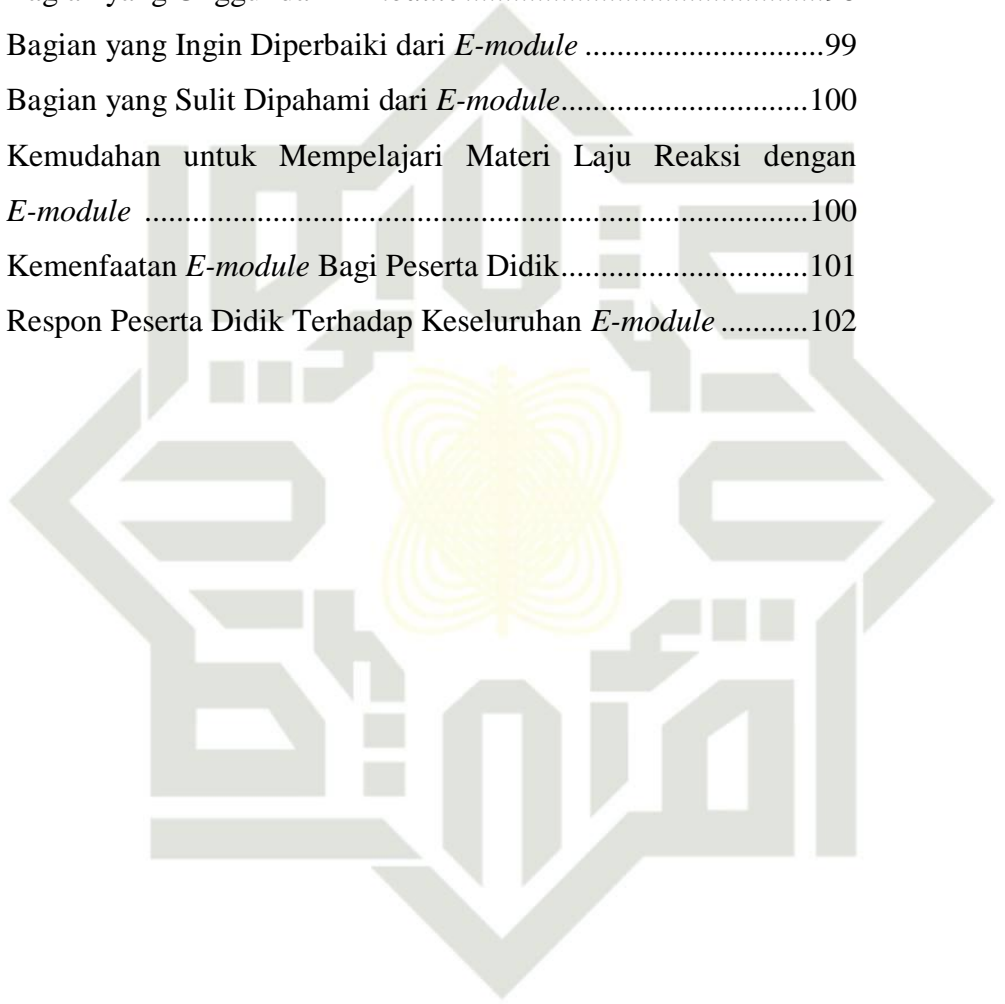 Bagian yang Ingin Diperbaiki dari E-module ..............................99
Bagian yang Sulit Dipahami dari E-module...............................100
Kemudahan untuk Mempelajari Materi Laju Reaksi dengan
E-module .....................................................................................100
Kemenfaatan E-module Bagi Peserta Didik...............................101
Respon Peserta Didik Terhadap Keseluruhan E-module ...........102